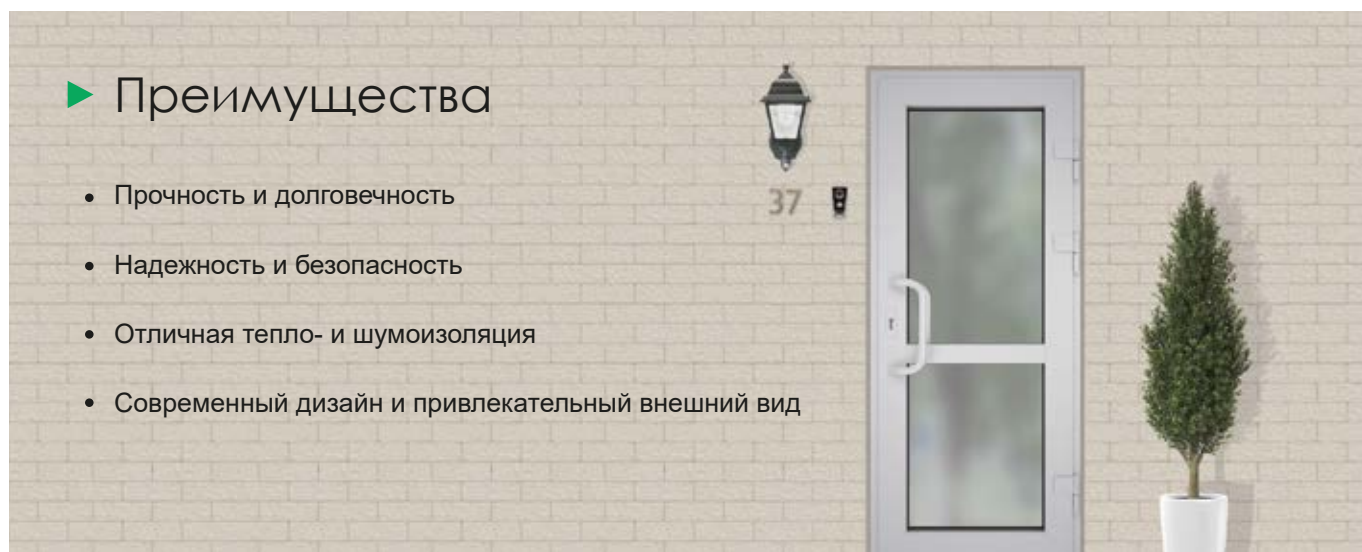 Преимущества
Прочность и долговечность
Надежность и безопасность
Отличная тепло- и шумоизоляция
Современный дизайн и привлекательный внешний вид
37